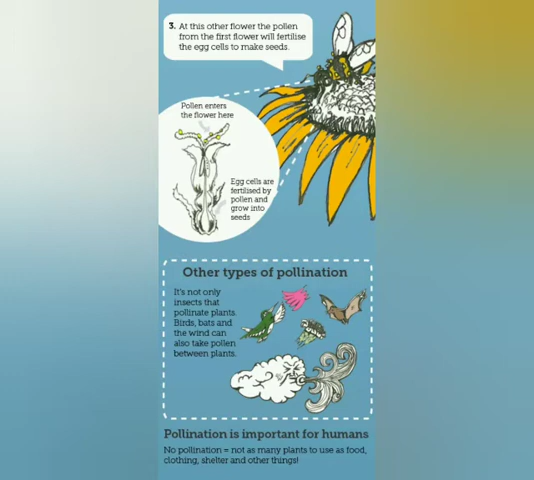 3. At this other flower the pollen
from the first flower will fertilise
the egg cells to make seeds.
Pollen enters
the flower here
Egg cells are
fertilised by
pollen and
grow into
seeds
Other types of pollination
It's not only
insects that
pollinate plants.
Birds, bats and
the wind can
also take pollen
between plants.
Pollination is important for humans
No pollination = not as many plants to use as food,
clothing, shelter and other things!